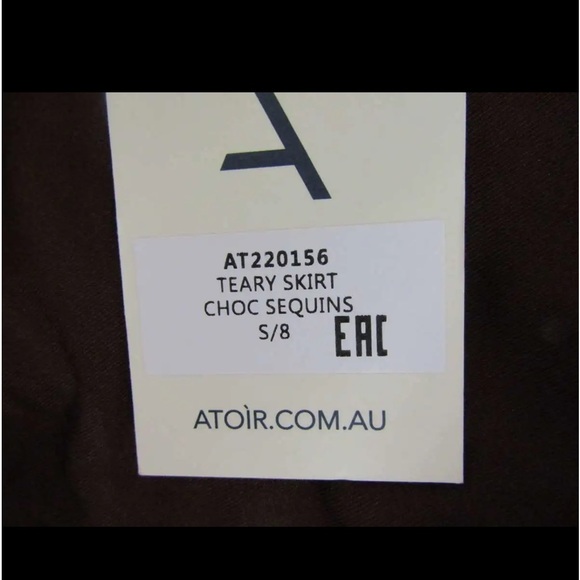 AT220156
TEARY SKIRT
CHOC SEQUINS
S/8
EAC
ATOÌR.COM.AU